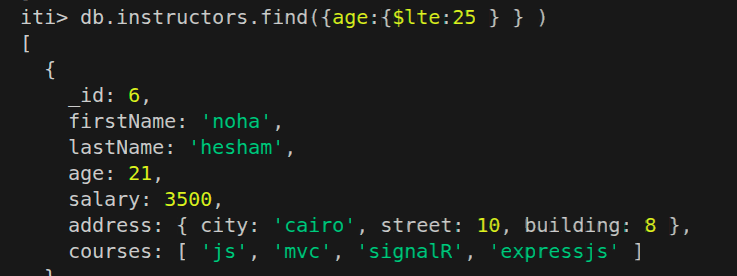 iti> db.instructors.find({age:{$lte:25 } } )
[
  {
    _id: 6,
    firstName: 'noha',
    lastName: 'hesham',
    age: 21,
    salary: 3500,
    address: { city: 'cairo', street: 10, building: 8 },
    courses: [ 'js', 'mvc', 'signalR', 'expressjs' ]
  }